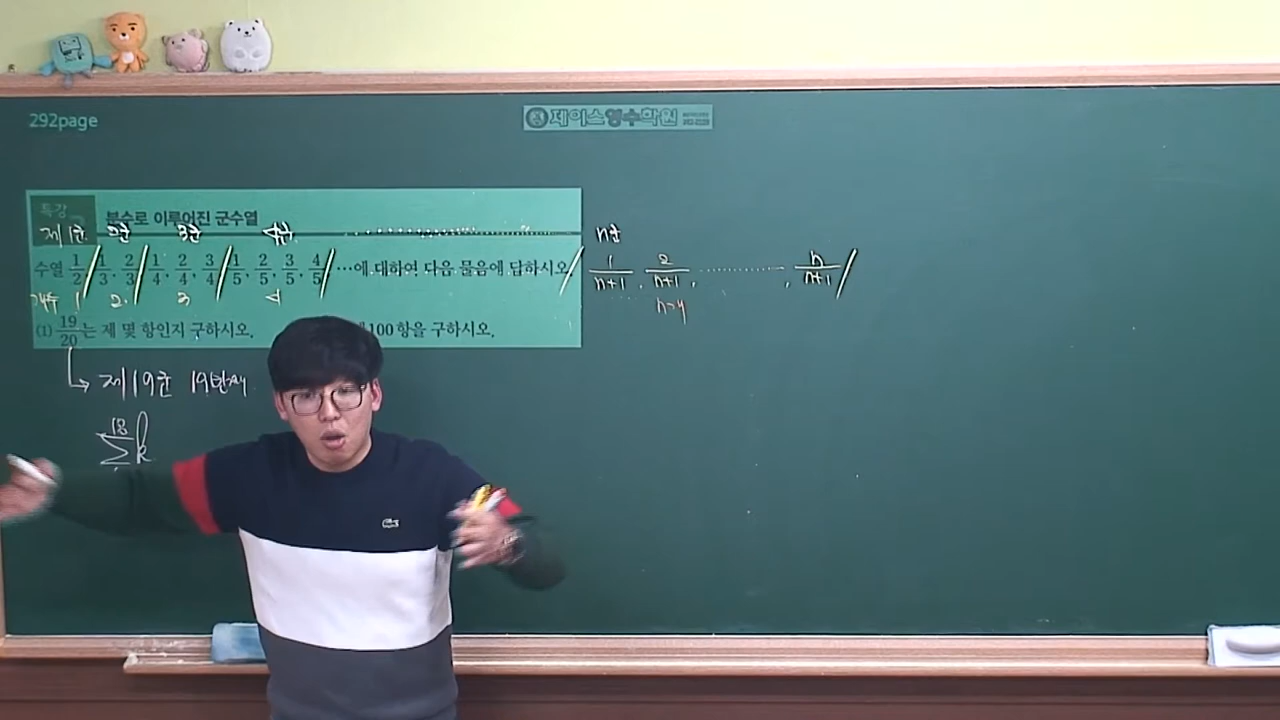 292page
제이스영수학원
특강
분수로 이루어진 군수열
제1군 2군 3군 4군 n군
수열 1/2, 1/3, 2/3, 1/4, 2/4, 3/4, 1/5, 2/5, 3/5, 4/5, …에 대하여 다음 물음에 답하시오. 1/n+1, 2/n+1, ………, n/n+1
개수 1 2 3 4 n개
(1) 19/20는 제 몇 항인지 구하시오. 100항을 구하시오.
제19군 19번째
18 Σ k